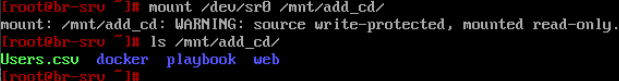 [root@br-srv ~]# mount /dev/sr0 /mnt/add_cd/
mount: /mnt/add_cd: WARNING: source write-protected, mounted read-only.
[root@br-srv ~]# ls /mnt/add_cd/
Users.csv docker playbook web
[root@br-srv ~]#